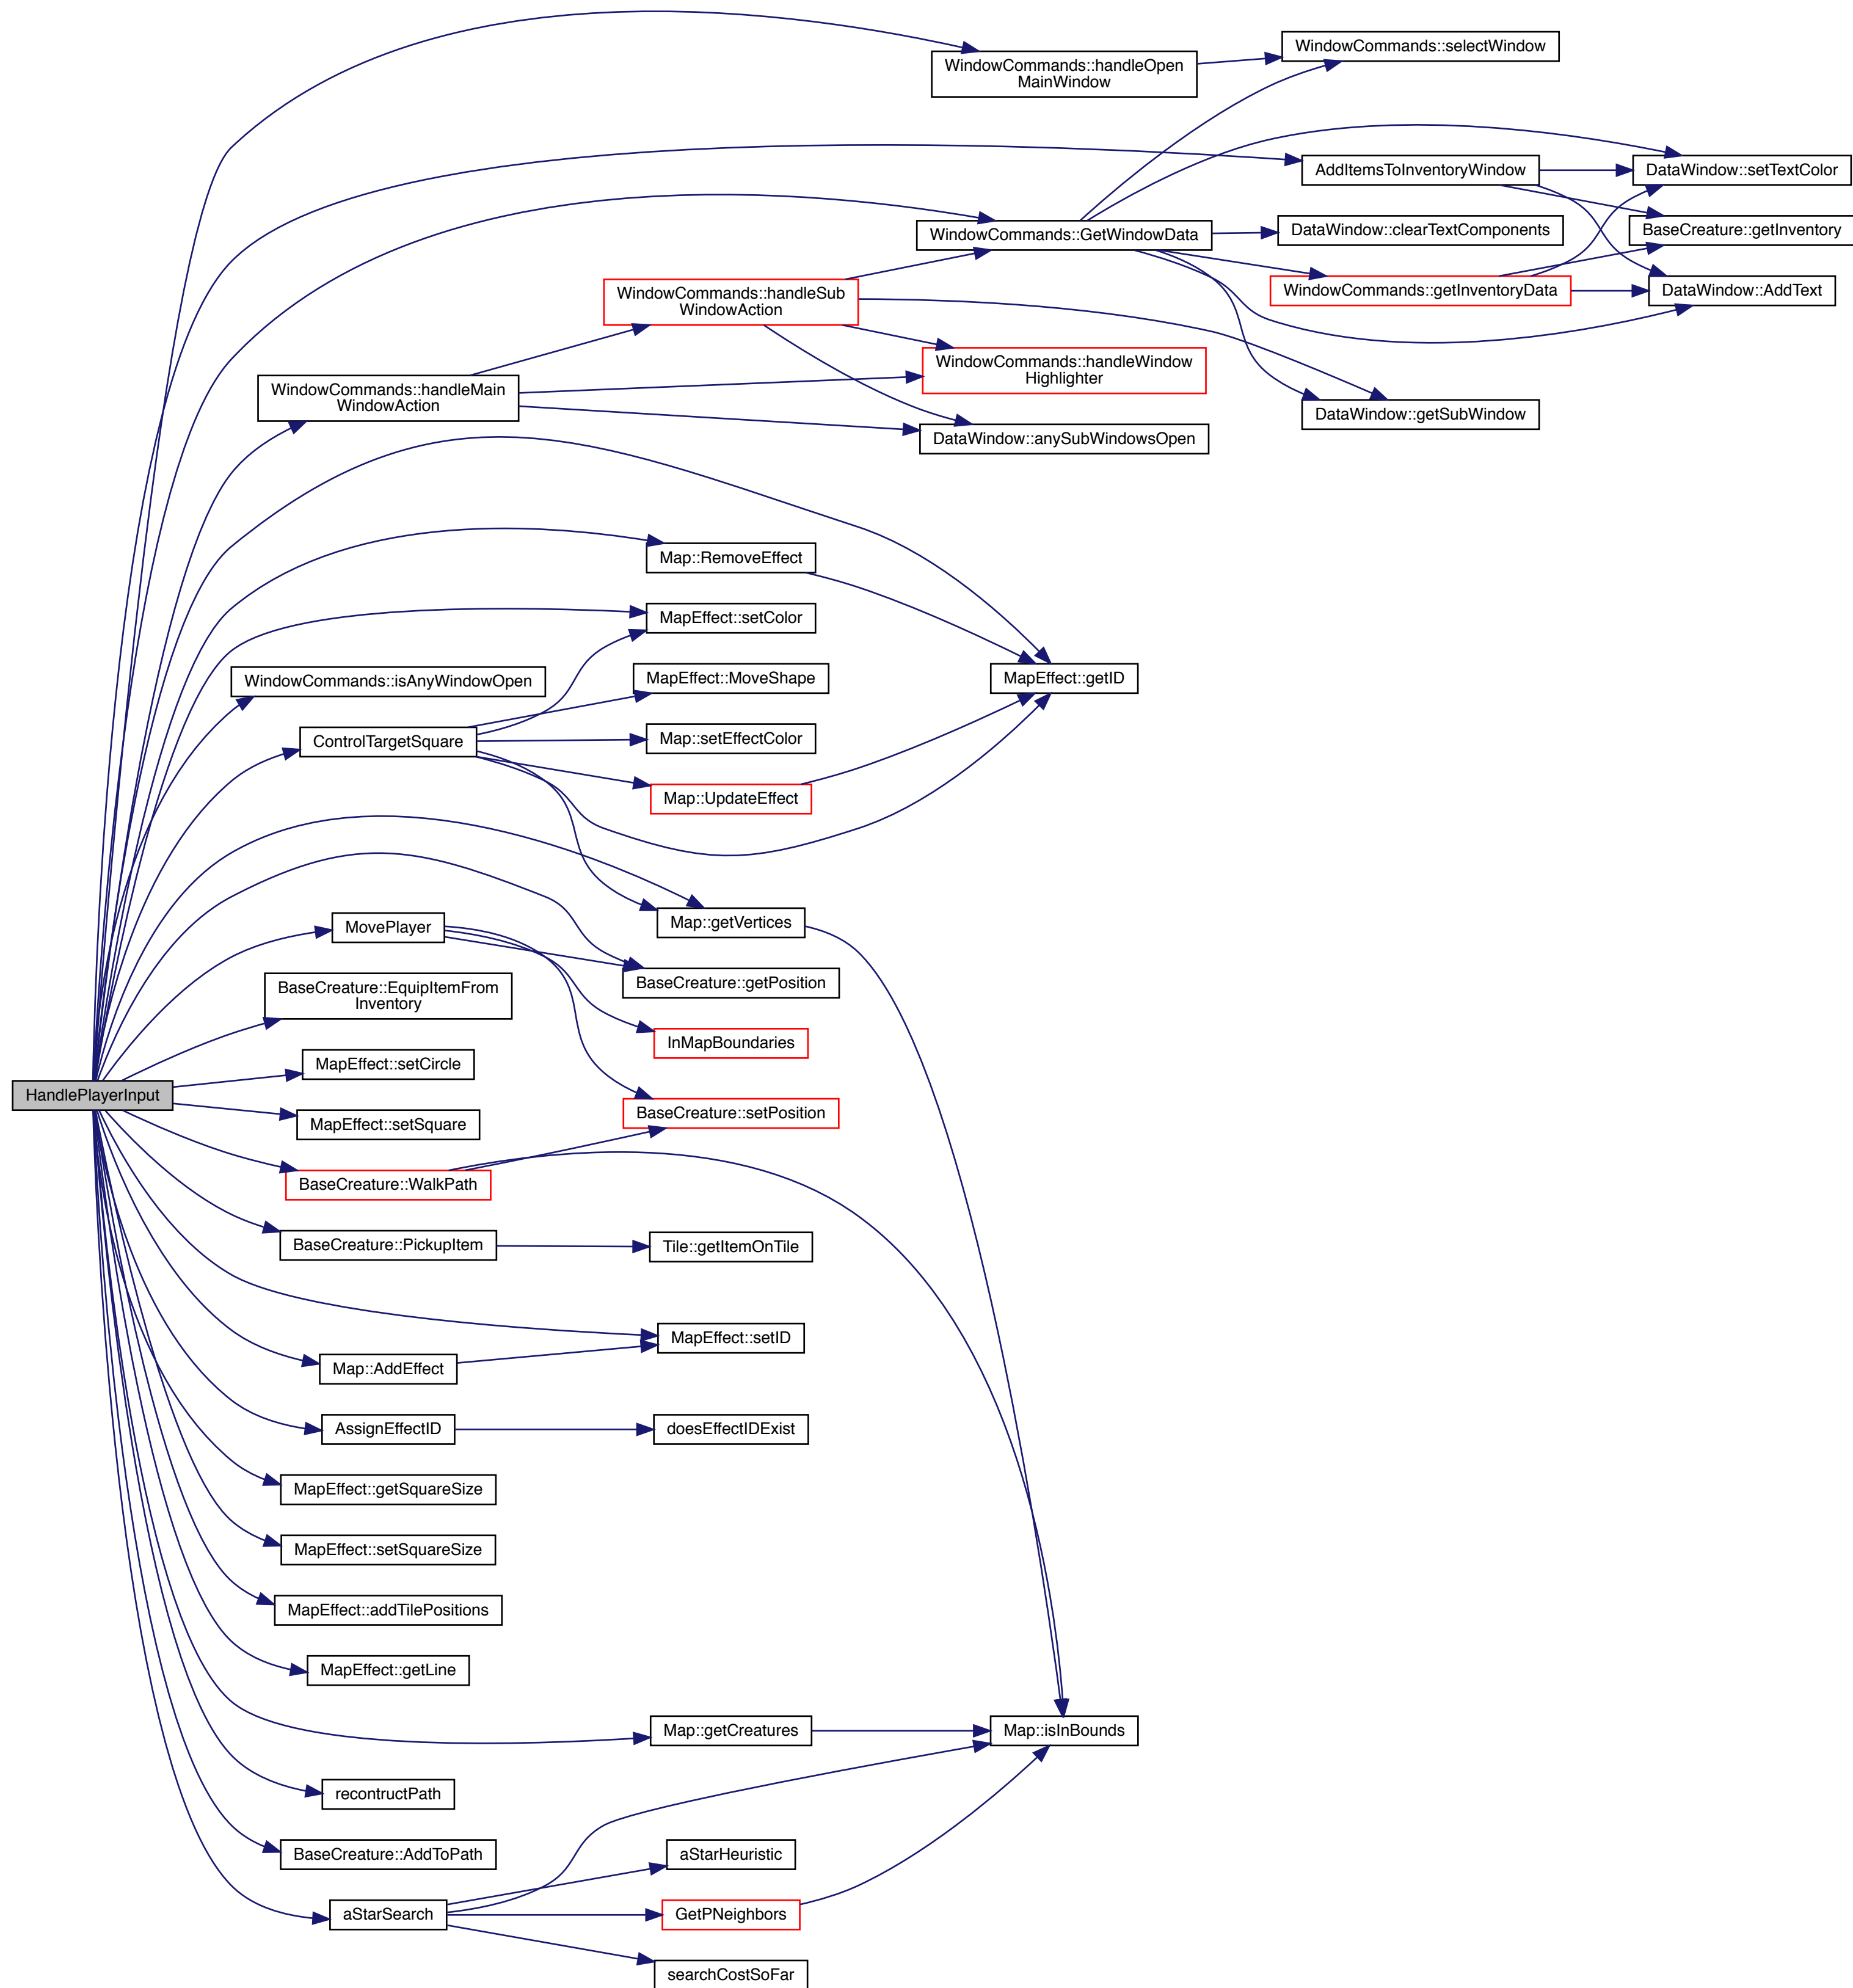 WindowCommands::handleOpen
MainWindow
WindowCommands::selectWindow
AddItemsToInventoryWindow
DataWindow::setTextColor
WindowCommands::GetWindowData
DataWindow::clearTextComponents
BaseCreature::getInventory
WindowCommands::handleSub
WindowAction
WindowCommands::getInventoryData
DataWindow::AddText
WindowCommands::handleMain
WindowAction
WindowCommands::handleWindow
Highlighter
DataWindow::getSubWindow
DataWindow::anySubWindowsOpen
Map::RemoveEffect
MapEffect::setColor
WindowCommands::isAnyWindowOpen
MapEffect::MoveShape
MapEffect::getID
ControlTargetSquare
Map::setEffectColor
Map::UpdateEffect
MovePlayer
Map::getVertices
BaseCreature::EquipItemFrom
Inventory
BaseCreature::getPosition
InMapBoundaries
MapEffect::setCircle
HandlePlayerInput
MapEffect::setSquare
BaseCreature::setPosition
BaseCreature::WalkPath
BaseCreature::PickupItem
Tile::getItemOnTile
MapEffect::setID
Map::AddEffect
AssignEffectID
doesEffectIDExist
MapEffect::getSquareSize
MapEffect::setSquareSize
MapEffect::addTilePositions
MapEffect::getLine
Map::getCreatures
Map::isInBounds
recontructPath
BaseCreature::AddToPath
aStarHeuristic
aStarSearch
GetPNeighbors
searchCostSoFar